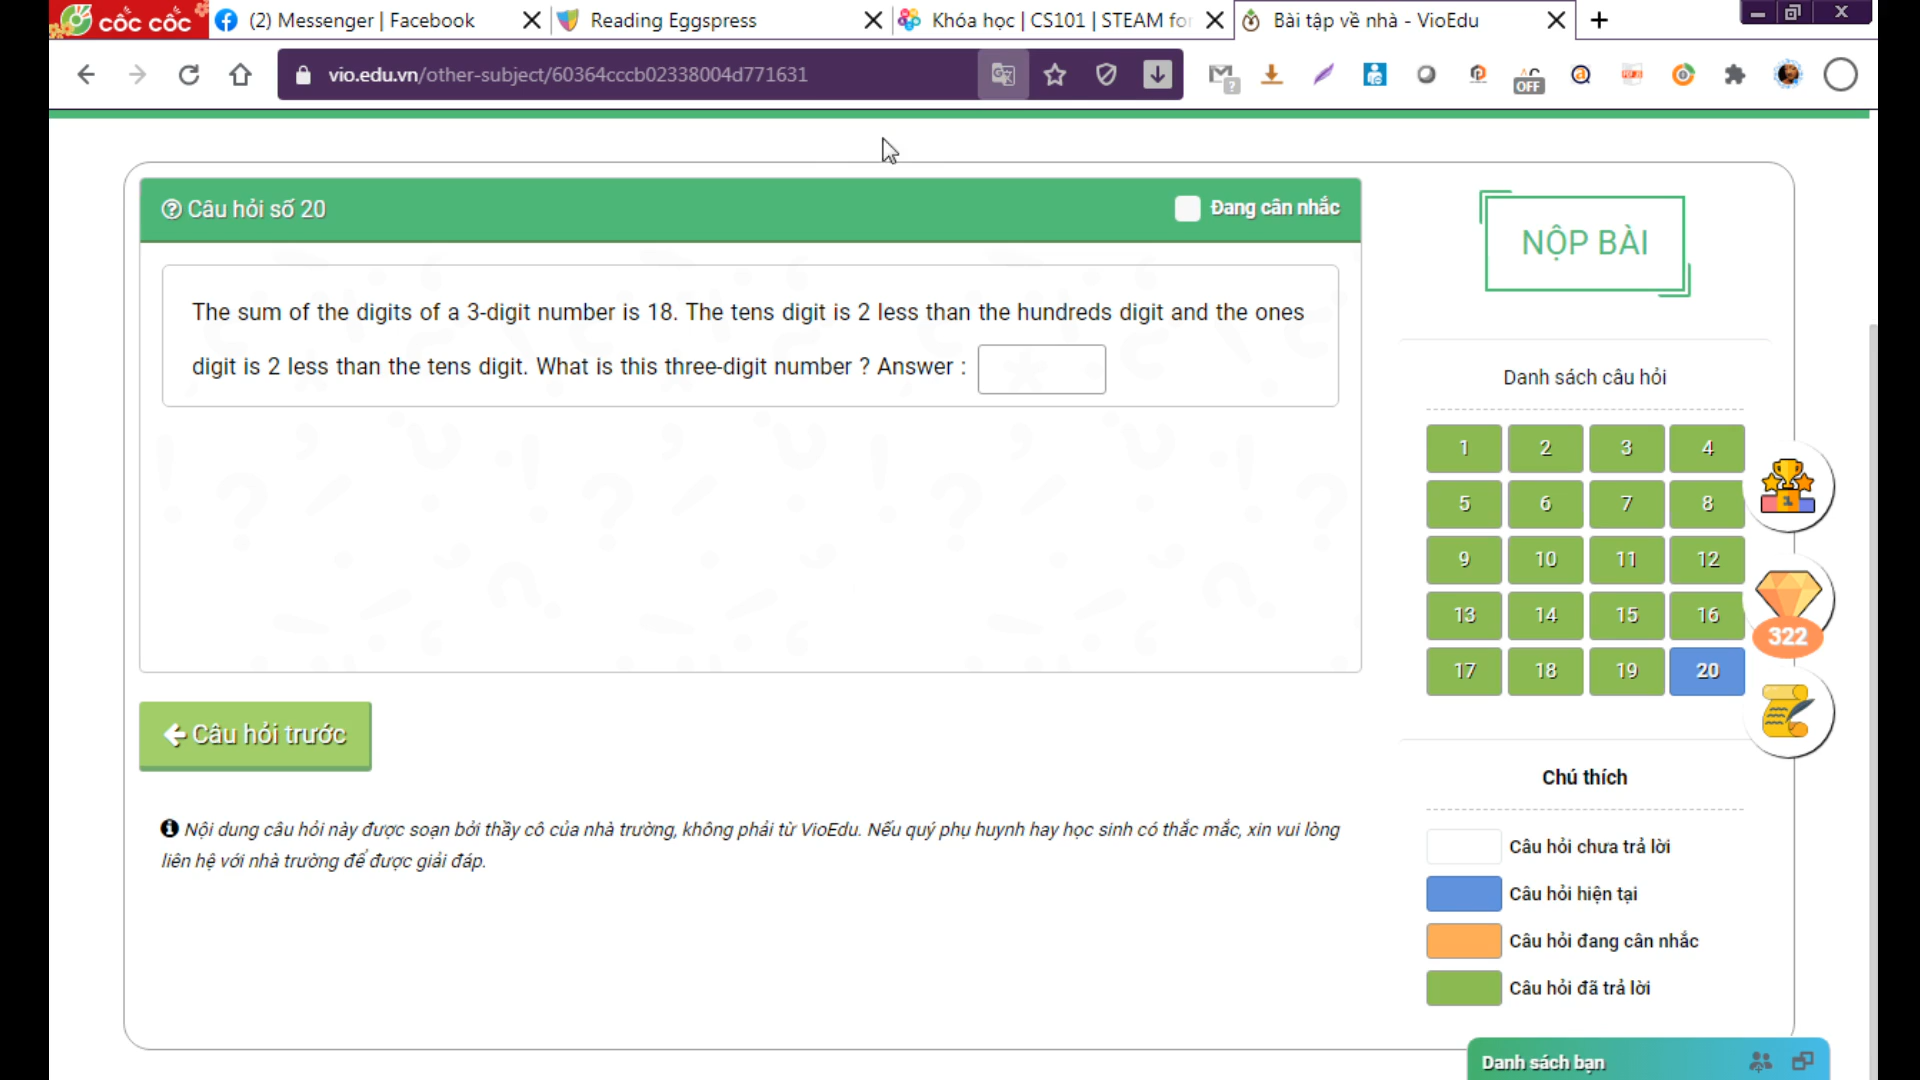 cốc cốc
(2) Messenger | Facebook
Reading Eggspress
Khóa học | CS101 | STEAM for
Bài tập về nhà - VioEdu
vio.edu.vn/other-subject/60364cccb02338004d771631
OFF
Câu hỏi số 20
Đang cân nhắc
The sum of the digits of a 3-digit number is 18. The tens digit is 2 less than the hundreds digit and the ones
digit is 2 less than the tens digit. What is this three-digit number ? Answer :
Câu hỏi trước
Nội dung câu hỏi này được soạn bởi thầy cô của nhà trường, không phải từ VioEdu. Nếu quý phụ huynh hay học sinh có thắc mắc, xin vui lòng
liên hệ với nhà trường để được giải đáp.
NỘP BÀI
Danh sách câu hỏi
1 2 3 4
5 6 7 8
9 10 11 12
13 14 15 16
17 18 19 20
1
322
Chú thích
Câu hỏi chưa trả lời
Câu hỏi hiện tại
Câu hỏi đang cân nhắc
Câu hỏi đã trả lời
Danh sách bạn